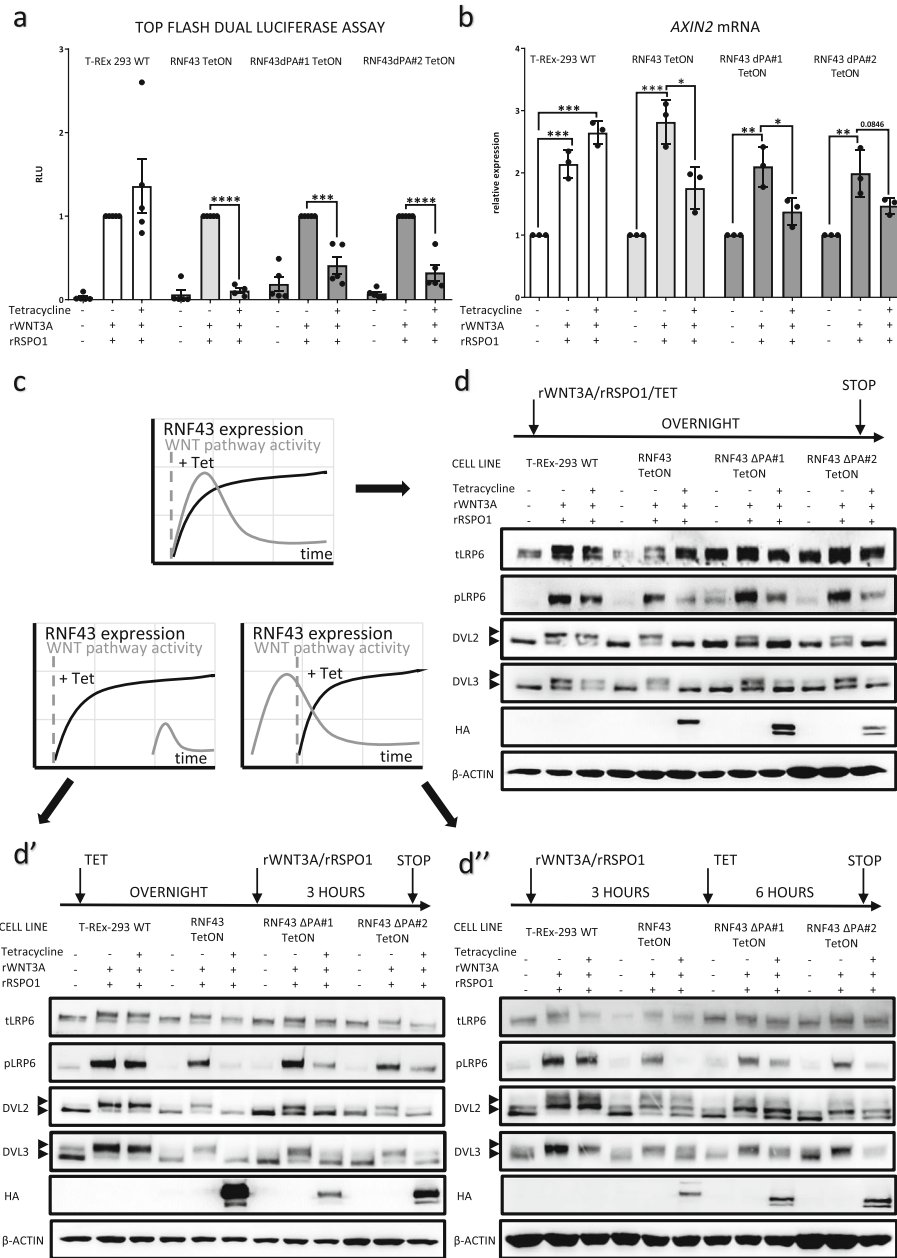 a
TOP FLASH DUAL LUCIFERASE ASSAY
T-REx 293 WT RNF43 TetON RNF43dPA#1 TetON RNF43dPA#2 TetON
3
2
1
0
RLU
**** *** ****
Tetracycline - - + - - + - - + - - +
rWNT3A - + + - + + - + + - + +
rRSPO1 - + + - + + - + + - + +
b
AXIN2 mRNA
T-REx-293 WT RNF43 TetON RNF43 dPA#1 TetON RNF43 dPA#2 TetON
4
3
2
1
0
relative expression
*** *** *** * ** * ** 0.0846
Tetracycline - - + - - + - - + - - +
rWNT3A - + + - + + - + + - + +
rRSPO1 - + + - + + - + + - + +
c
RNF43 expression
WNT pathway activity
+ Tet
time
RNF43 expression
WNT pathway activity
+ Tet
time
RNF43 expression
WNT pathway activity
+ Tet
time
d
rWNT3A/rRSPO1/TET
STOP
OVERNIGHT
CELL LINE T-REx-293 WT RNF43 TetON RNF43 ΔPA#1 TetON RNF43 ΔPA#2 TetON
Tetracycline - - + - - + - - + - - +
rWNT3A - + + - + + - + + - + +
rRSPO1 - + + - + + - + + - + +
tLRP6
pLRP6
DVL2
DVL3
HA
β-ACTIN
d'
TET
rWNT3A/rRSPO1
STOP
OVERNIGHT
3 HOURS
CELL LINE T-REx-293 WT RNF43 TetON RNF43 ΔPA#1 TetON RNF43 ΔPA#2 TetON
Tetracycline - - + - - + - - + - - +
rWNT3A - + + - + + - + + - + +
rRSPO1 - + + - + + - + + - + +
tLRP6
pLRP6
DVL2
DVL3
HA
β-ACTIN
d''
rWNT3A/rRSPO1
TET
STOP
3 HOURS
6 HOURS
CELL LINE T-REx-293 WT RNF43 TetON RNF43 ΔPA#1 TetON RNF43 ΔPA#2 TetON
Tetracycline - - + - - + - - + - - +
rWNT3A - + + - + + - + + - + +
rRSPO1 - + + - + + - + + - + +
tLRP6
pLRP6
DVL2
DVL3
HA
β-ACTIN